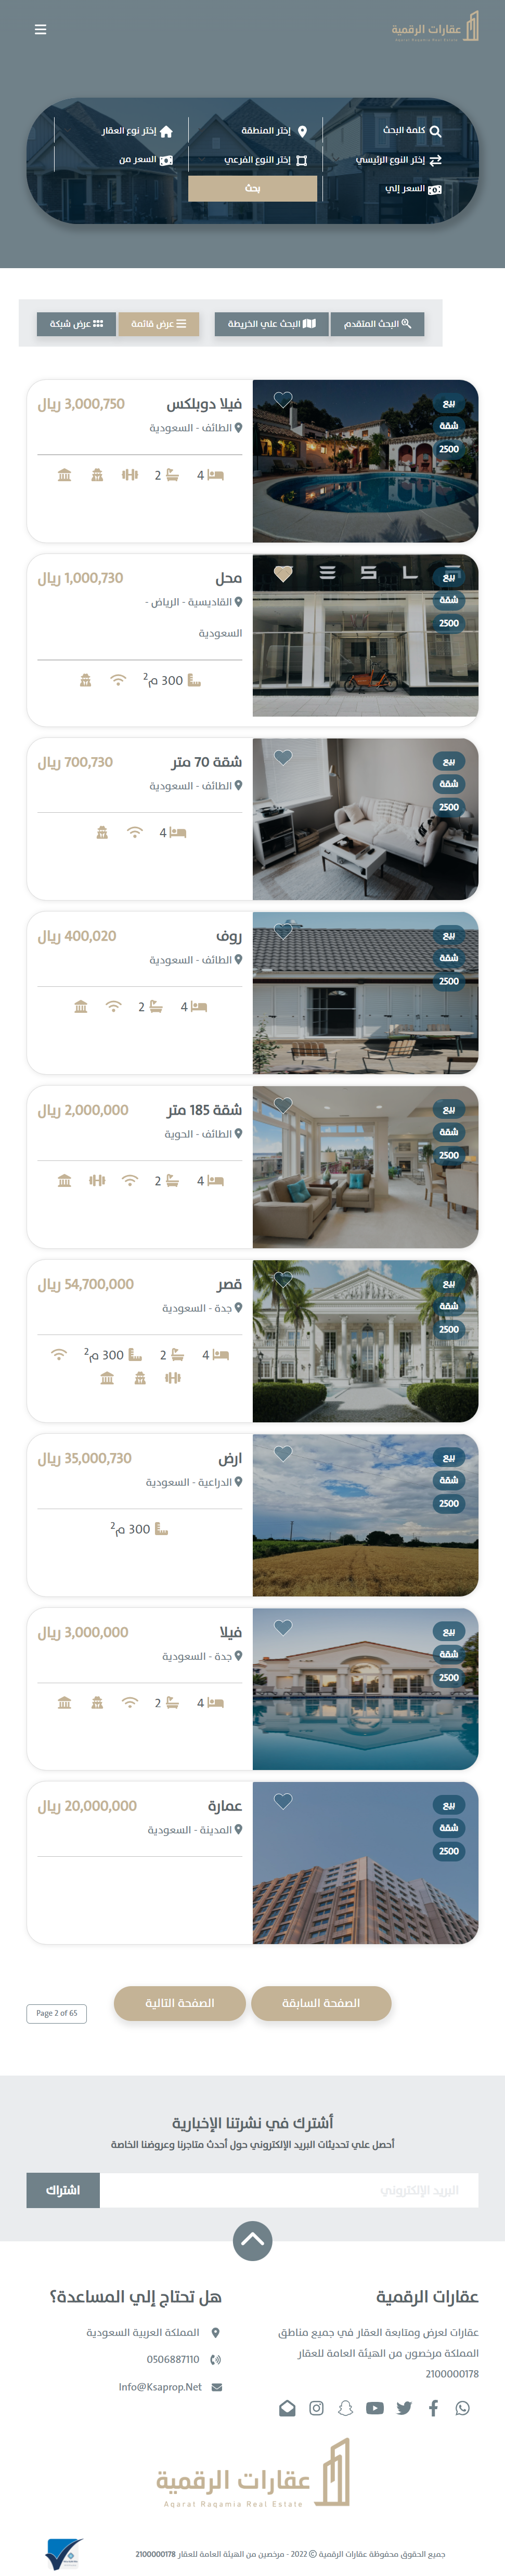 عقارات الرقمية
Aqarat Raqamia Real Estate
كلمة البحث
إختر المنطقة
إختر نوع العقار
إختر النوع الرئيسي
إختر النوع الفرعي
السعر من
السعر إلي
بحث
البحث المتقدم
البحث علي الخريطة
عرض قائمة
عرض شبكة
بيع
شقة
2500
فيلا دوبلكس
3,000,750 ريال
الطائف - السعودية
4
2
ESLA
بيع
شقة
2500
محل
1,000,730 ريال
القاديسية - الرياض -
السعودية
300 م2
بيع
شقة
2500
شقة 70 متر
700,730 ريال
الطائف - السعودية
4
بيع
شقة
2500
روف
400,020 ريال
الطائف - السعودية
4
2
بيع
شقة
2500
شقة 185 متر
2,000,000 ريال
الطائف - الحوية
4
2
بيع
شقة
2500
قصر
54,700,000 ريال
جدة - السعودية
4
2
300 م2
بيع
شقة
2500
ارض
35,000,730 ريال
الدراعية - السعودية
300 م2
بيع
شقة
2500
فيلا
3,000,000 ريال
جدة - السعودية
4
2
بيع
شقة
2500
عمارة
20,000,000 ريال
المدينة - السعودية
الصفحة السابقة
الصفحة التالية
Page 2 of 65
أشترك في نشرتنا الإخبارية
أحصل علي تحديثات البريد الإلكتروني حول أحدث متاجرنا وعروضنا الخاصة
البريد الإلكتروني
اشتراك
عقارات الرقمية
عقارات لعرض ومتابعة العقار في جميع مناطق
المملكة مرخصون من الهيئة العامة للعقار
2100000178
هل تحتاج إلي المساعدة؟
المملكة العربية السعودية
0506887110
Info@Ksaprop.Net
عقارات الرقمية
Aqarat Raqamia Real Estate
جميع الحقوق محفوظة عقارات الرقمية © 2022 - مرخصين من الهيئة العامة للعقار 2100000178